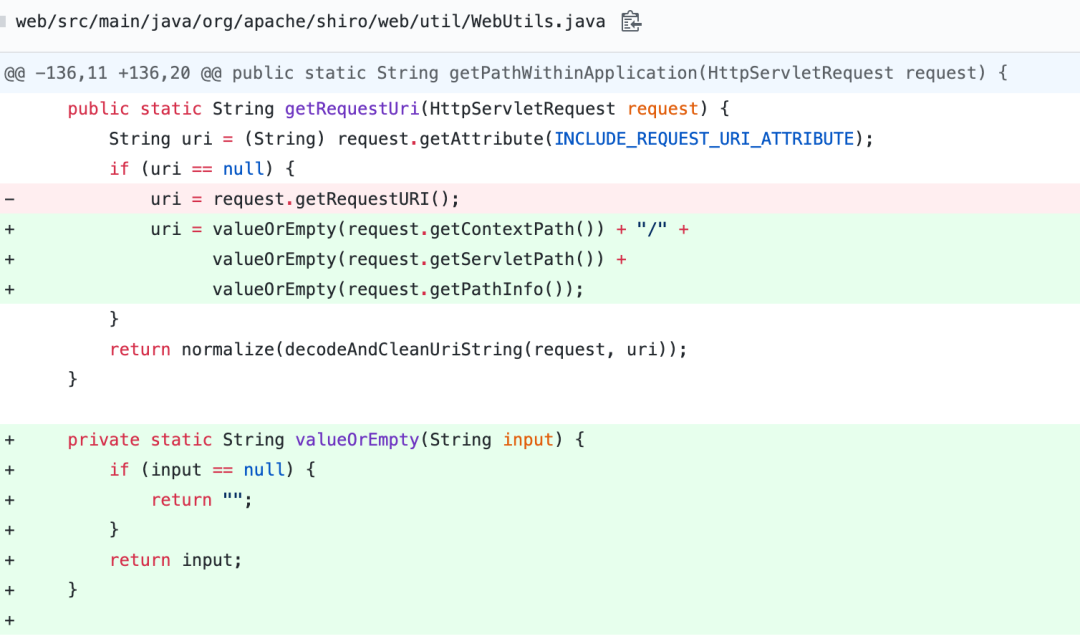 web/src/main/java/org/apache/shiro/web/util/WebUtils.java
@@ -136,11 +136,20 @@ public static String getPathWithinApplication(HttpServletRequest request) {
    public static String getRequestUri(HttpServletRequest request) {
        String uri = (String) request.getAttribute(INCLUDE_REQUEST_URI_ATTRIBUTE);
        if (uri == null) {
-            uri = request.getRequestURI();
+            uri = valueOrEmpty(request.getContextPath()) + "/" +
+                  valueOrEmpty(request.getServletPath()) +
+                  valueOrEmpty(request.getPathInfo());
        }
        return normalize(decodeAndCleanUriString(request, uri));
    }
+    private static String valueOrEmpty(String input) {
+        if (input == null) {
+            return "";
+        }
+        return input;
+    }
+